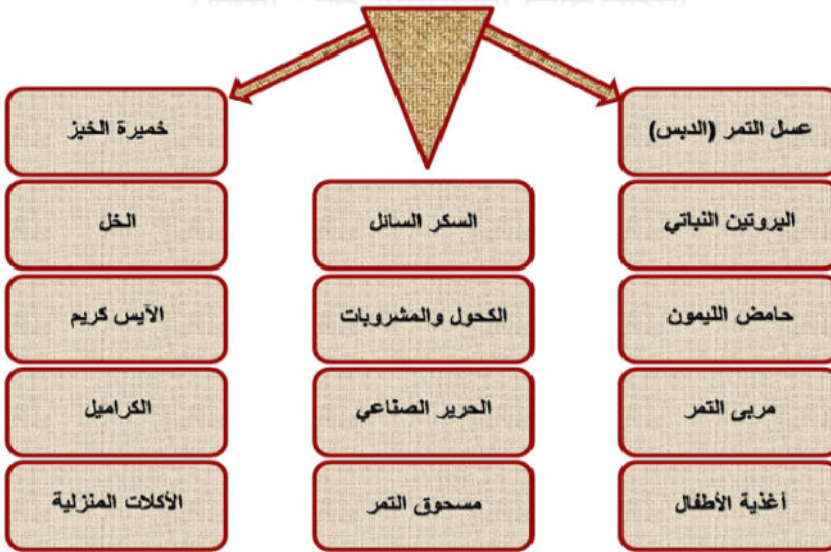 عسل التمر (الدبس)
البروتين النباتي
حامض الليمون
مربى التمر
أغذية الأطفال
السكر السائل
الكحول والمشروبات
الحرير الصناعي
مسحوق التمر
خميرة الخبز
الخل
الآيس كريم
الكراميل
الأكلات المنزلية